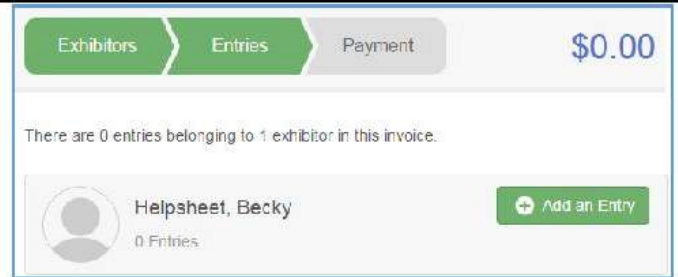 Exhibitors Entries Payment $0.00
There are 0 entries belonging to 1 exhibitor in this invoice.
Helpsheet, Becky
Add an Entry
0 Entries